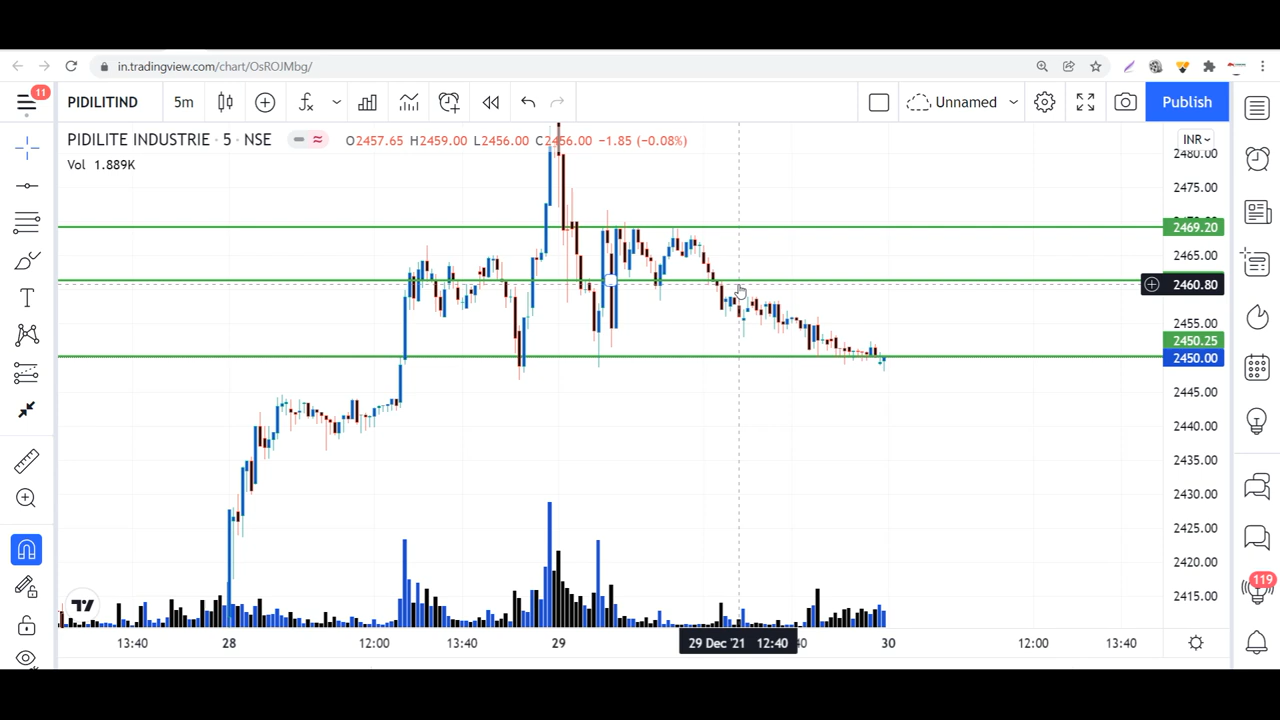 in.tradingview.com/chart/OsROJMbg/
11
PIDILITIND 5m Unnamed Publish
PIDILITE INDUSTRIE · 5 · NSE O2457.65 H2459.00 L2456.00 C2456.00 −1.85 (−0.08%)
Vol 1.889K
INR
2480.00
2475.00
2469.20
2465.00
2460.80
2455.00
2450.25
2450.00
2445.00
2440.00
2435.00
2430.00
2425.00
2420.00
2415.00
119
13:40 28 12:00 13:40 29 29 Dec '21 12:40 30 12:00 13:40